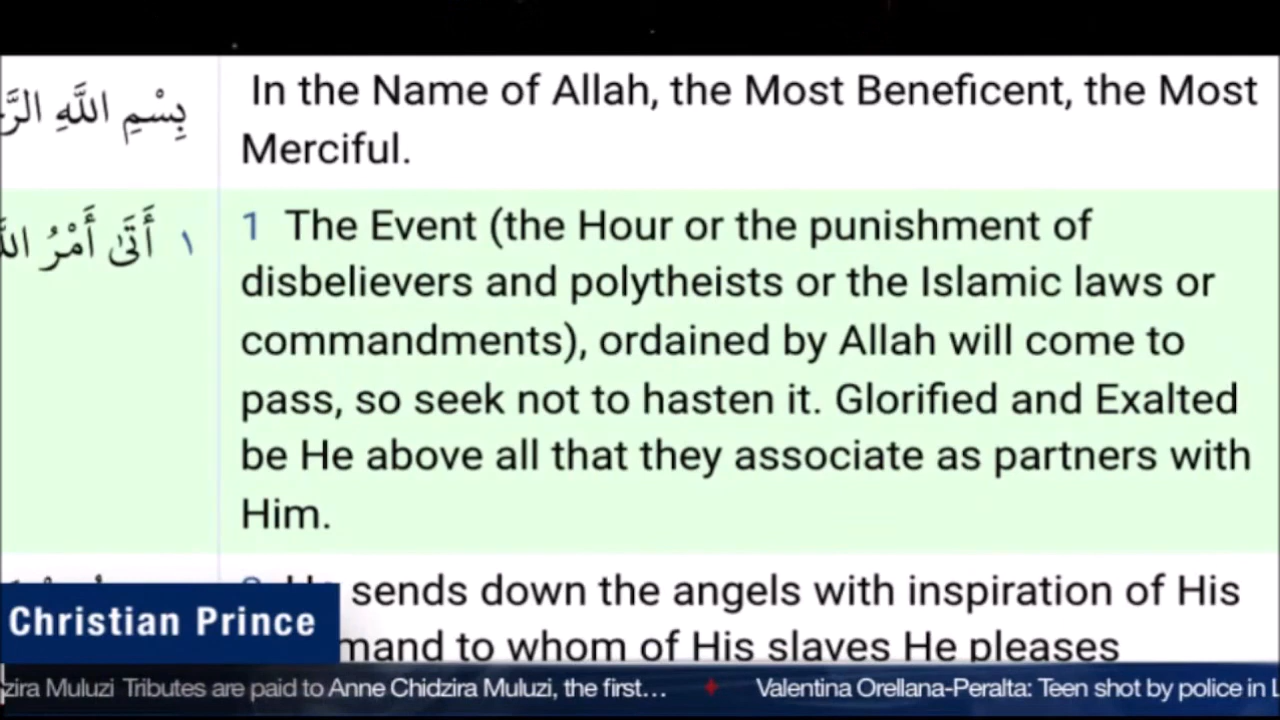 بِسْمِ اللَّهِ
In the Name of Allah, the Most Beneficent, the Most
Merciful.
١ أَتَىٰ أَمْرُ
1 The Event (the Hour or the punishment of
disbelievers and polytheists or the Islamic laws or
commandments), ordained by Allah will come to
pass, so seek not to hasten it. Glorified and Exalted
be He above all that they associate as partners with
Him.
sends down the angels with inspiration of His
to whom of His slaves He pleases
Christian Prince
Muluzi Tributes are paid to Anne Chidzira Muluzi, the first... Valentina Orellana-Peralta: Teen shot by police in